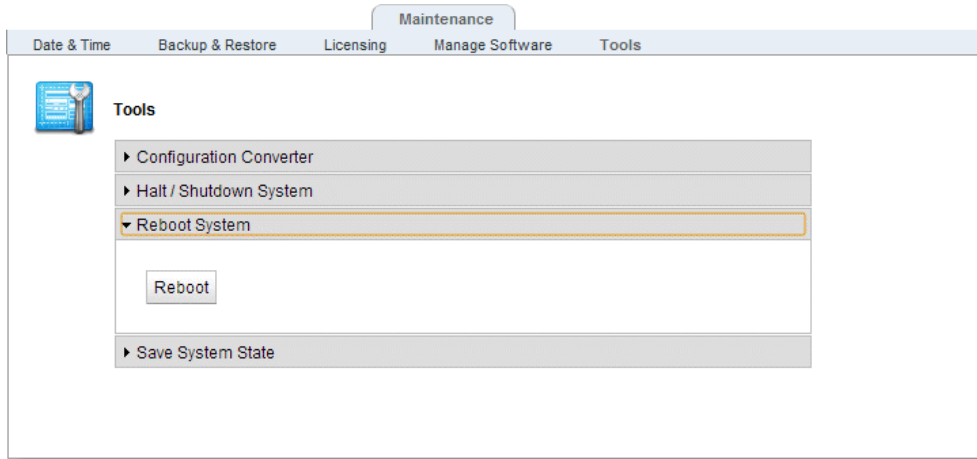 Maintenance
Date & Time Backup & Restore Licensing Manage Software Tools
Tools
Configuration Converter
Halt / Shutdown System
Reboot System
Reboot
Save System State